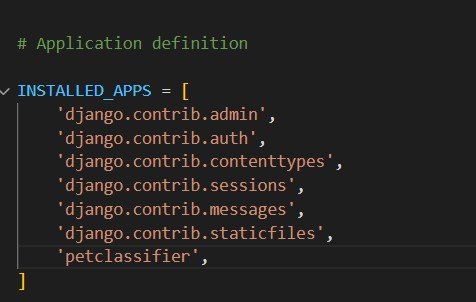 # Application definition
INSTALLED_APPS = [
'django.contrib.admin',
'django.contrib.auth',
'django.contrib.contenttypes',
'django.contrib.sessions',
'django.contrib.messages',
'django.contrib.staticfiles',
'petclassifier',
]